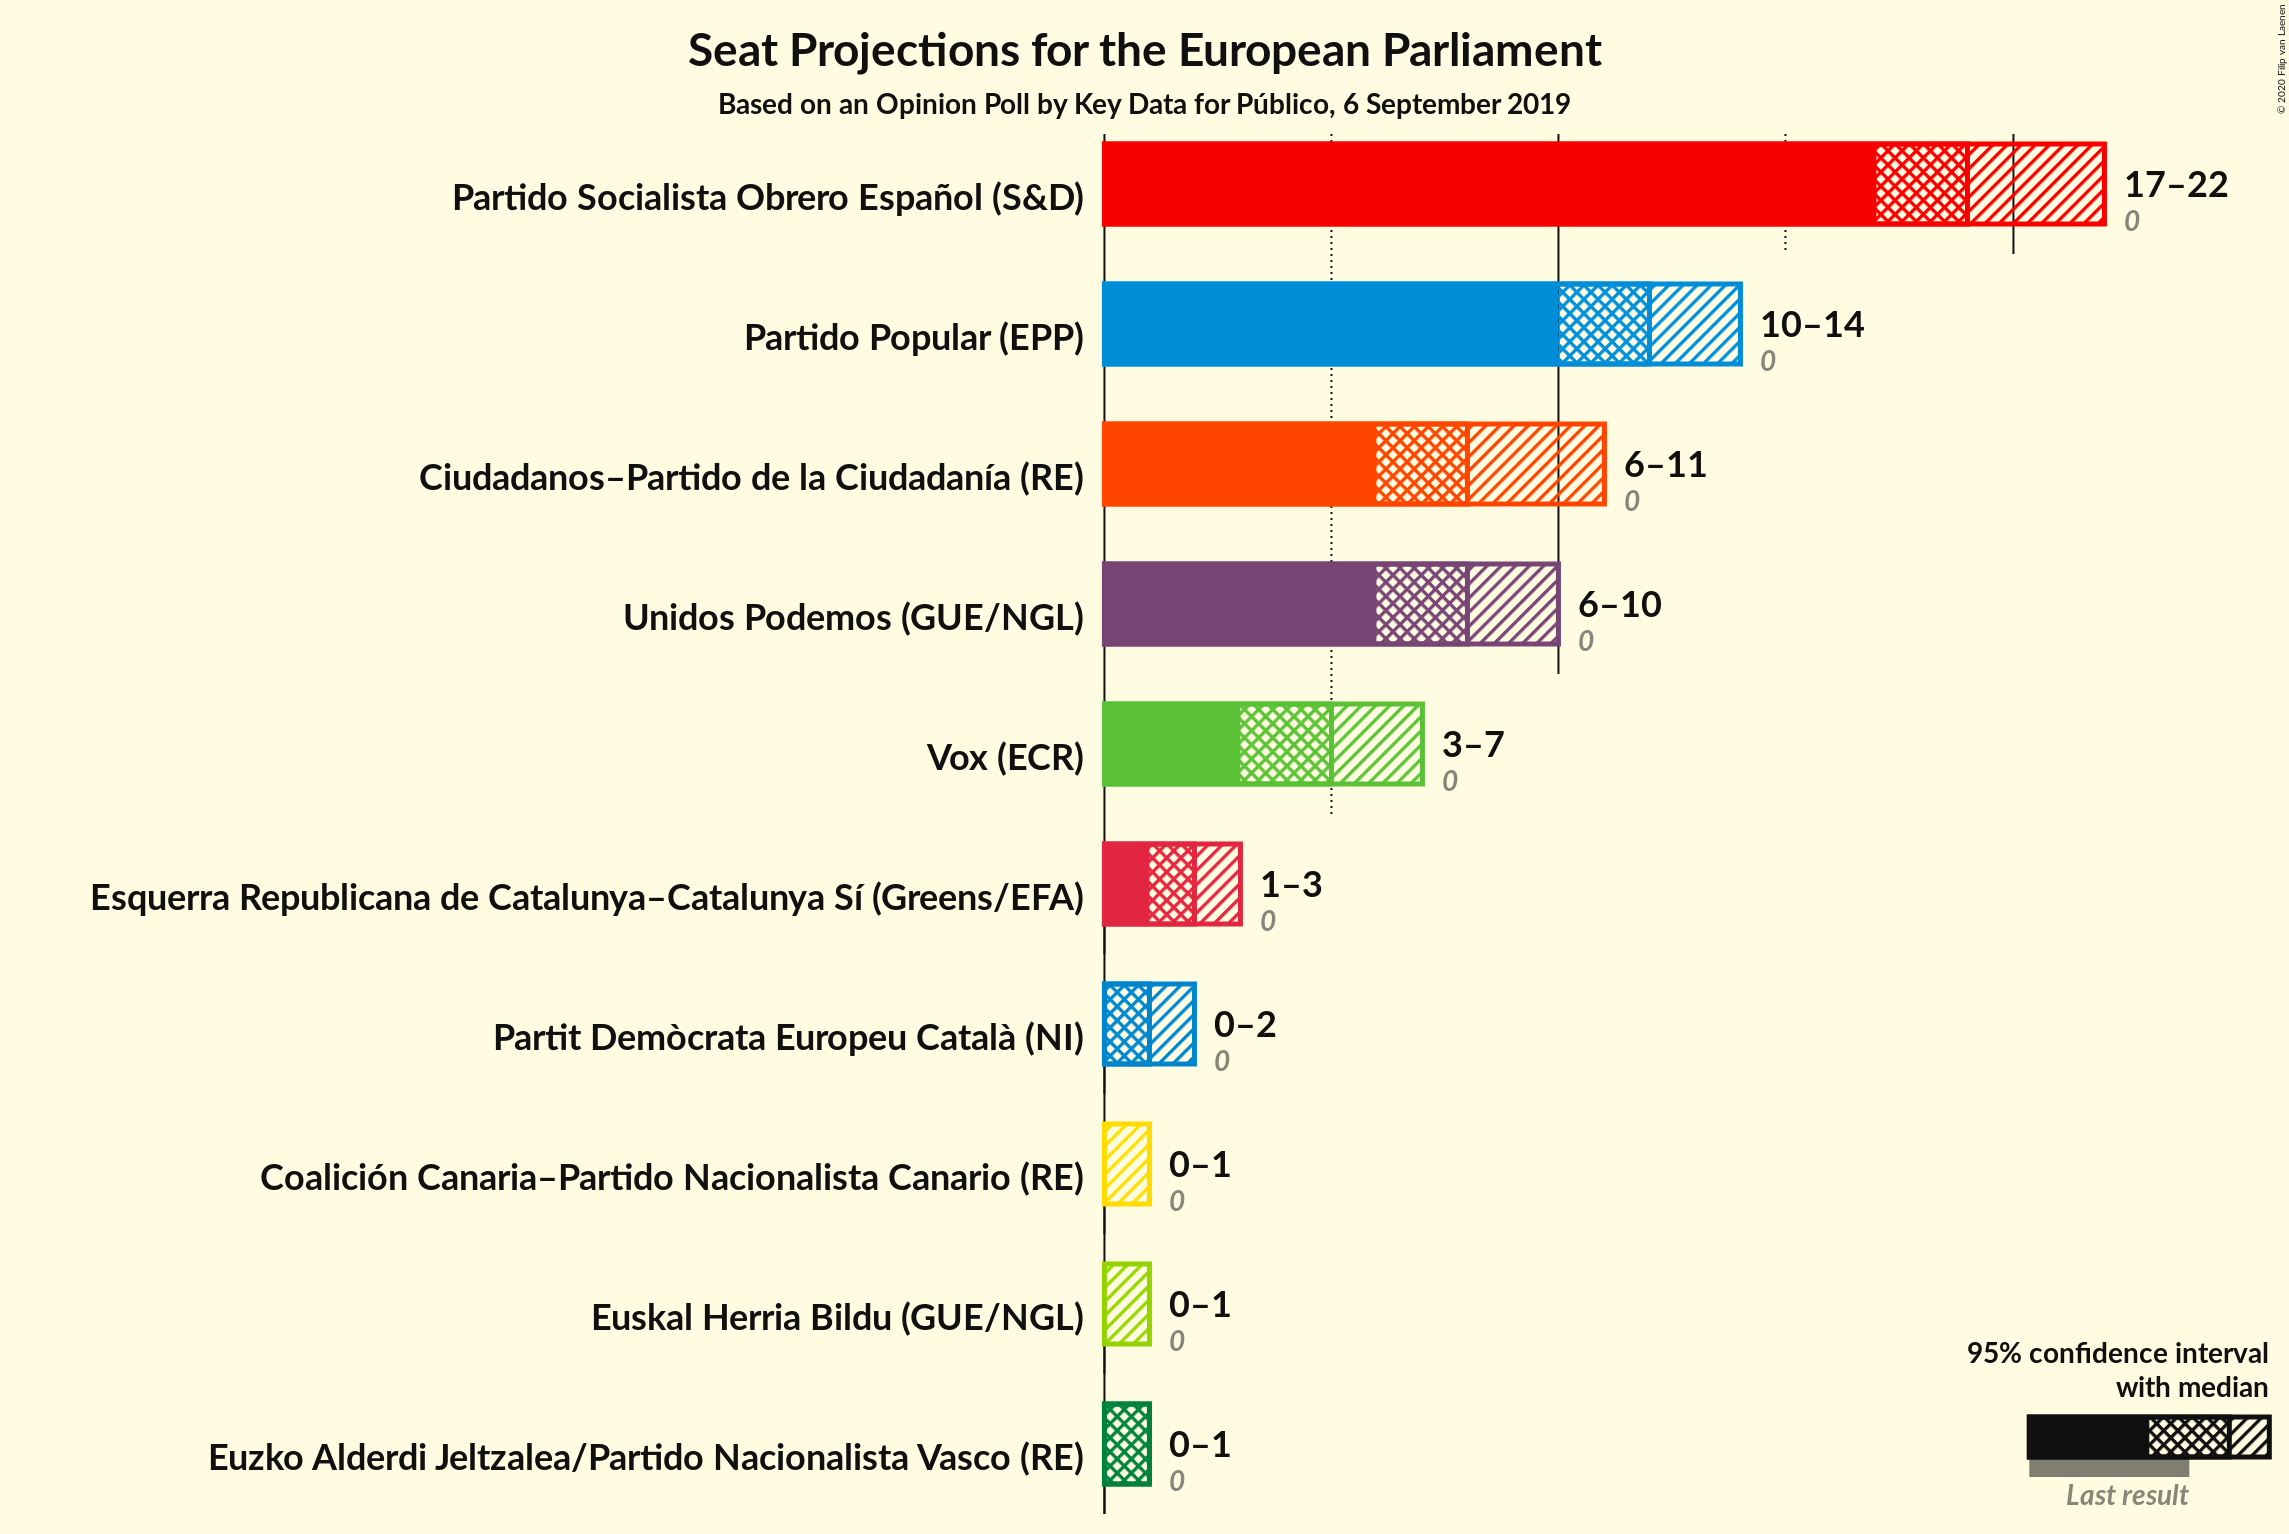 Seat Projections for the European Parliament
Based on an Opinion Poll by Key Data for Público, 6 September 2019
© 2020 Filip van Laenen
Partido Socialista Obrero Español (S&D)
17–22
0
Partido Popular (EPP)
10–14
0
Ciudadanos–Partido de la Ciudadanía (RE)
6–11
0
Unidos Podemos (GUE/NGL)
6–10
0
Vox (ECR)
3–7
0
Esquerra Republicana de Catalunya–Catalunya Sí (Greens/EFA)
1–3
0
Partit Demòcrata Europeu Català (NI)
0–2
0
Coalición Canaria–Partido Nacionalista Canario (RE)
0–1
0
Euskal Herria Bildu (GUE/NGL)
0–1
0
Euzko Alderdi Jeltzalea/Partido Nacionalista Vasco (RE)
0–1
0
95% confidence interval
with median
Last result